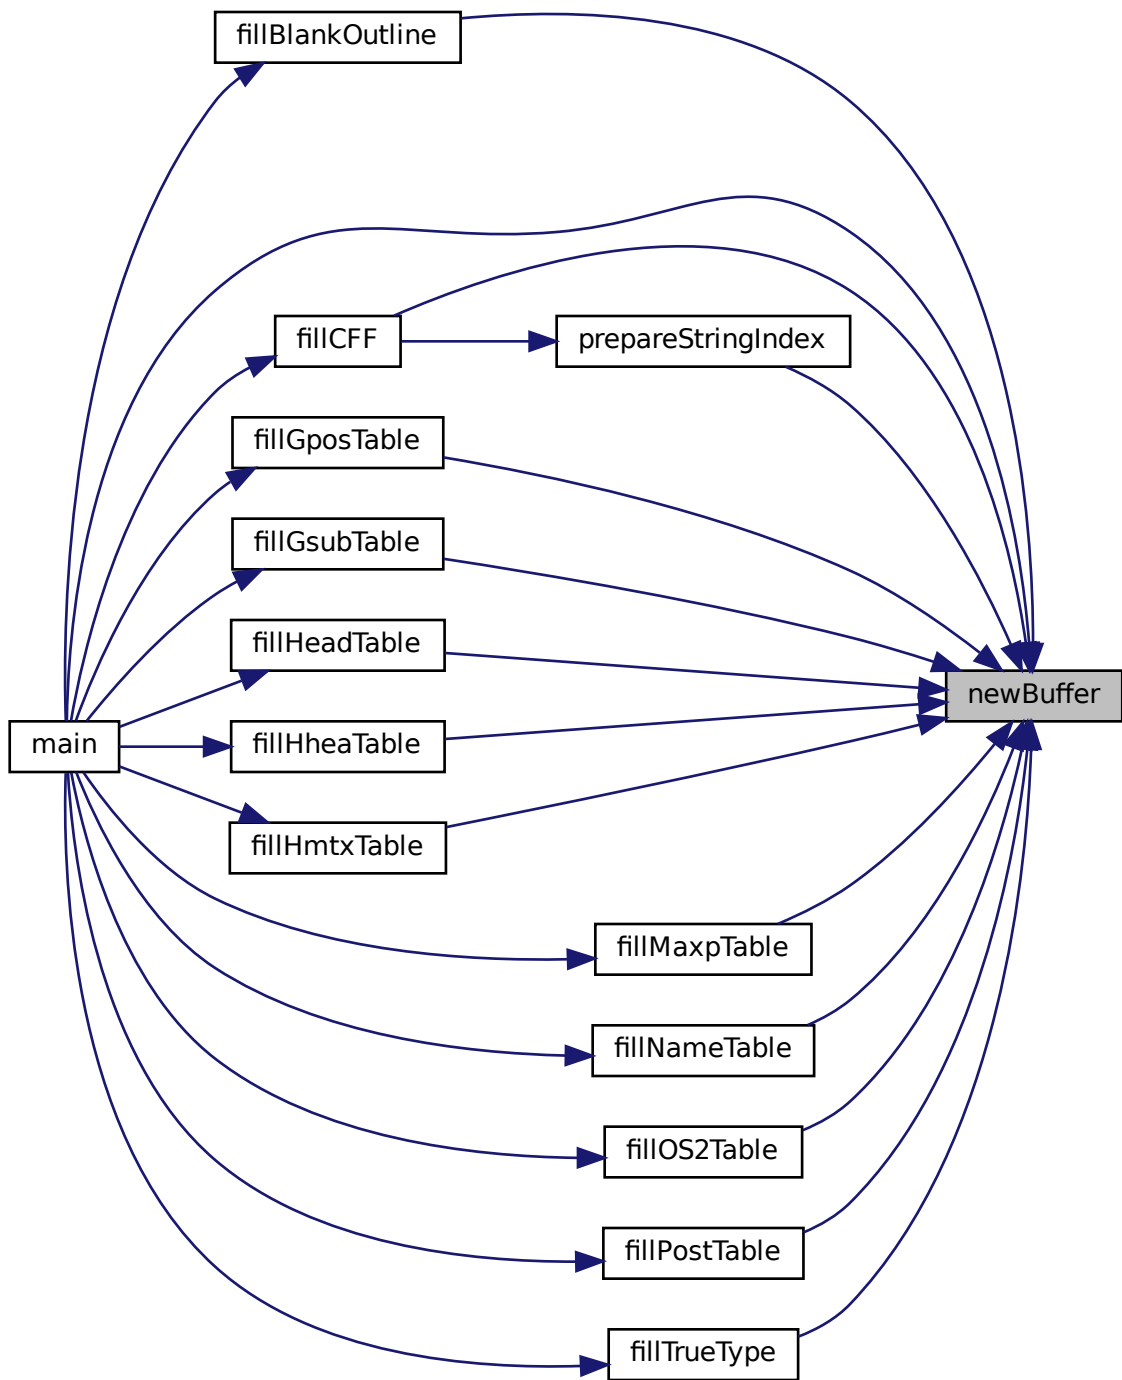 fillBlankOutline
fillCFF
prepareStringIndex
fillGposTable
fillGsubTable
fillHeadTable
newBuffer
main
fillHheaTable
fillHmtxTable
fillMaxpTable
fillNameTable
fillOS2Table
fillPostTable
fillTrueType